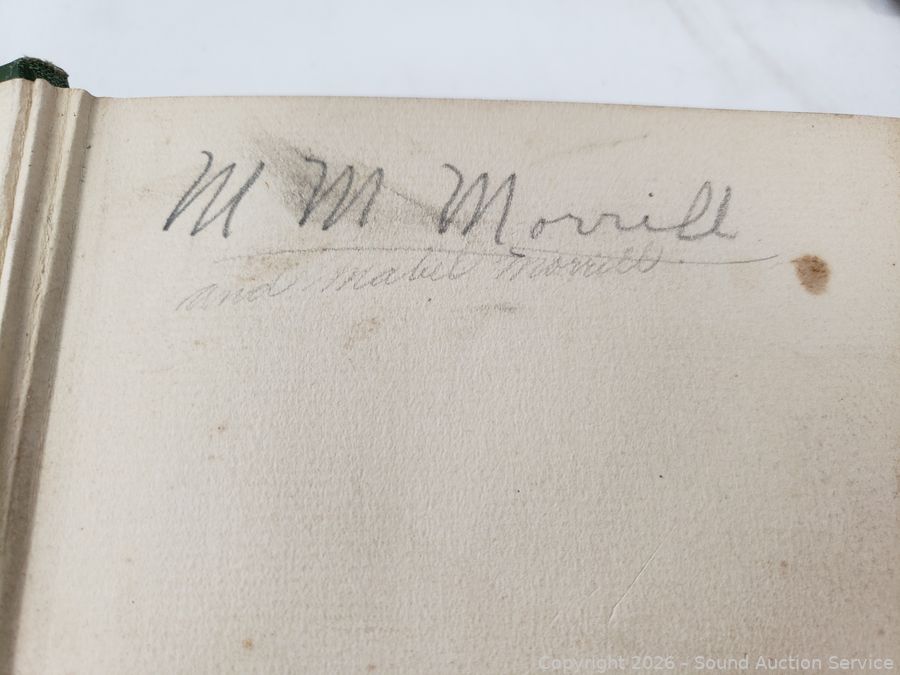 M M Morrill
and Mabel Morrill
Copyright 2026 - Sound Auction Service